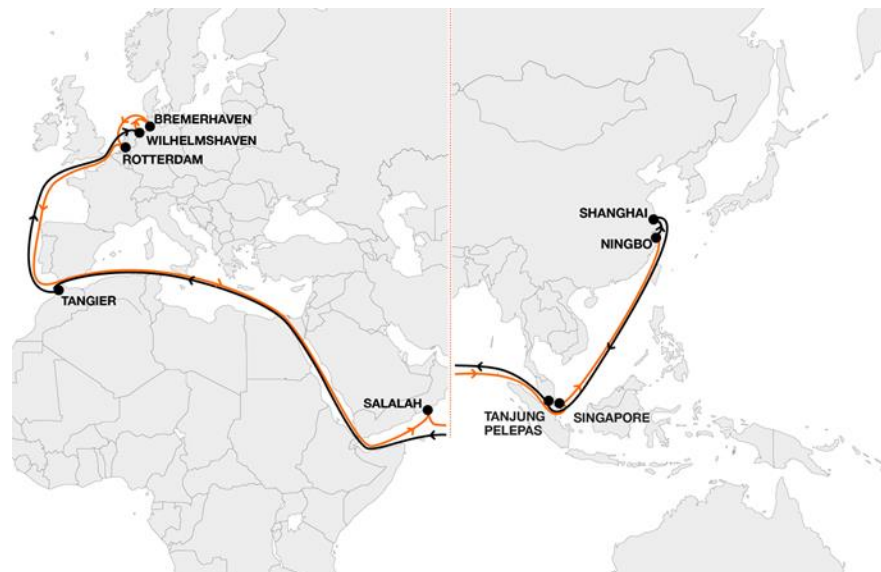 BREMERHAVEN
WILHELMSHAVEN
ROTTERDAM
TANGIER
SALALAH
SHANGHAI
NINGBO
TANJUNG
PELEPAS
SINGAPORE